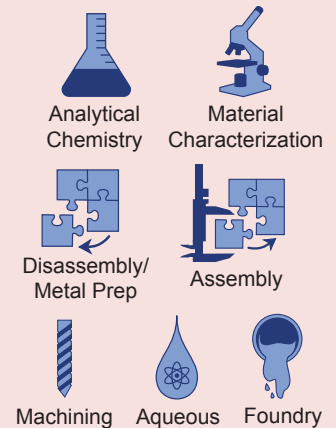 Analytical
Chemistry
Material
Characterization
Disassembly/
Metal Prep
Assembly
Machining
Aqueous
Foundry